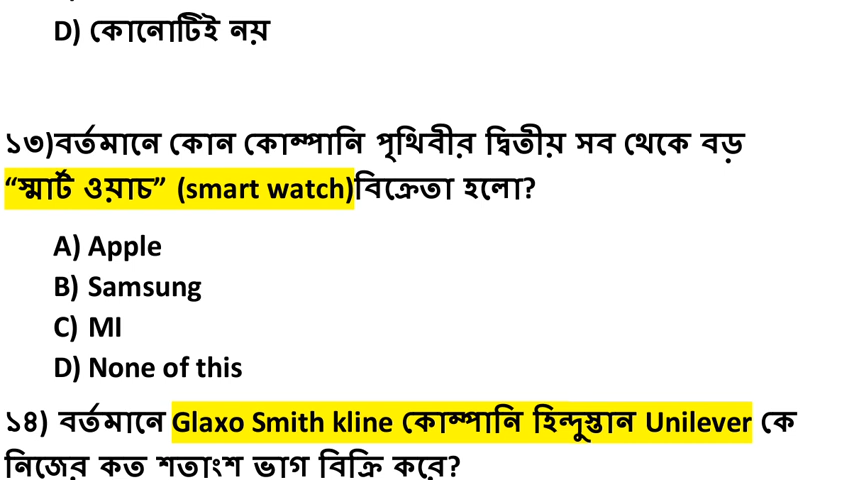 D) কোনোটিই নয়
১৩)বর্তমানে কোন কোম্পানি পৃথিবীর দ্বিতীয় সব থেকে বড়
“স্মার্ট ওয়াচ” (smart watch)বিক্রেতা হলো?
A) Apple
B) Samsung
C) MI
D) None of this
১৪) বর্তমানে Glaxo Smith kline কোম্পানি হিন্দুস্তান Unilever কে
নিজের কত শতাংশ ভাগ বিক্রি করে?